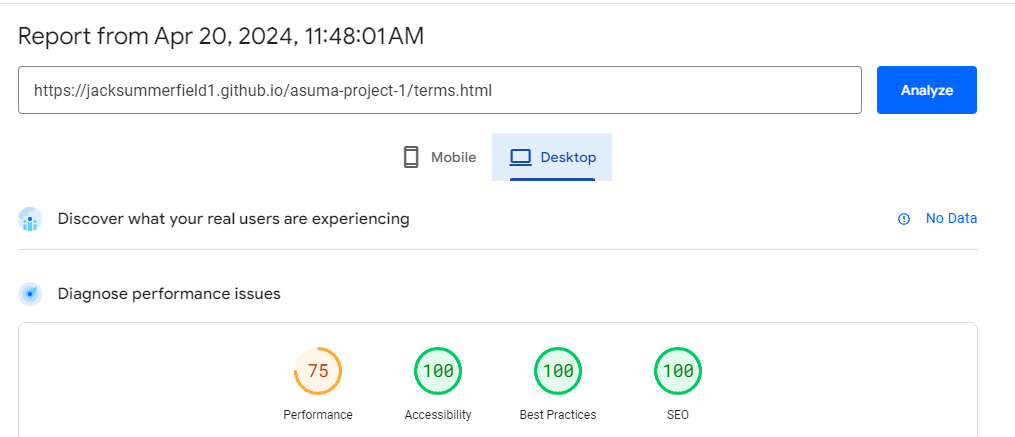 Report from Apr 20, 2024, 11:48:01 AM
https://jacksummerfield1.github.io/asuma-project-1/terms.html
Analyze
Mobile
Desktop
Discover what your real users are experiencing
No Data
Diagnose performance issues
75
100
100
100
Performance
Accessibility
Best Practices
SEO